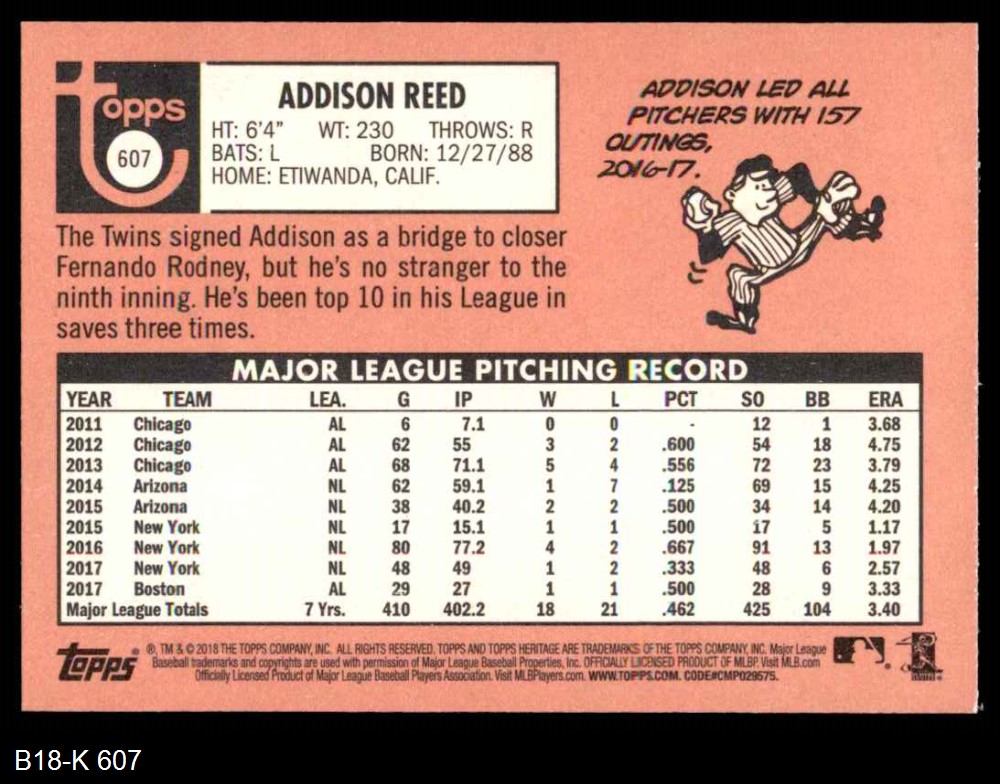 topps
607
ADDISON REED
HT: 6'4" WT: 230 THROWS: R
BATS: L BORN: 12/27/88
HOME: ETIWANDA, CALIF.
ADDISON LED ALL
PITCHERS WITH 157
OUTINGS,
2016-17.
The Twins signed Addison as a bridge to closer
Fernando Rodney, but he's no stranger to the
ninth inning. He's been top 10 in his League in
saves three times.
MAJOR LEAGUE PITCHING RECORD
YEAR TEAM LEA. G IP W L PCT SO BB ERA
2011 Chicago AL 6 7.1 0 0 - 12 1 3.68
2012 Chicago AL 62 55 3 2 .600 54 18 4.75
2013 Chicago AL 68 71.1 5 4 .556 72 23 3.79
2014 Arizona NL 62 59.1 1 7 .125 69 15 4.25
2015 Arizona NL 38 40.2 2 2 .500 34 14 4.20
2015 New York NL 17 15.1 1 1 .500 17 5 1.17
2016 New York NL 80 77.2 4 2 .667 91 13 1.97
2017 New York NL 48 49 1 2 .333 48 6 2.57
2017 Boston AL 29 27 1 1 .500 28 9 3.33
Major League Totals 7 Yrs. 410 402.2 18 21 .462 425 104 3.40
topps
®, TM & © 2018 THE TOPPS COMPANY, INC. ALL RIGHTS RESERVED. TOPPS AND TOPPS HERITAGE ARE TRADEMARKS OF THE TOPPS COMPANY, INC. Major League
Baseball trademarks and copyrights are used with permission of Major League Baseball Properties, Inc. OFFICIALLY LICENSED PRODUCT OF MLBP. Visit MLB.com
Officially Licensed Product of Major League Baseball Players Association. Visit MLBPlayers.com. WWW.TOPPS.COM. CODE#CMP029575.
B18-K 607